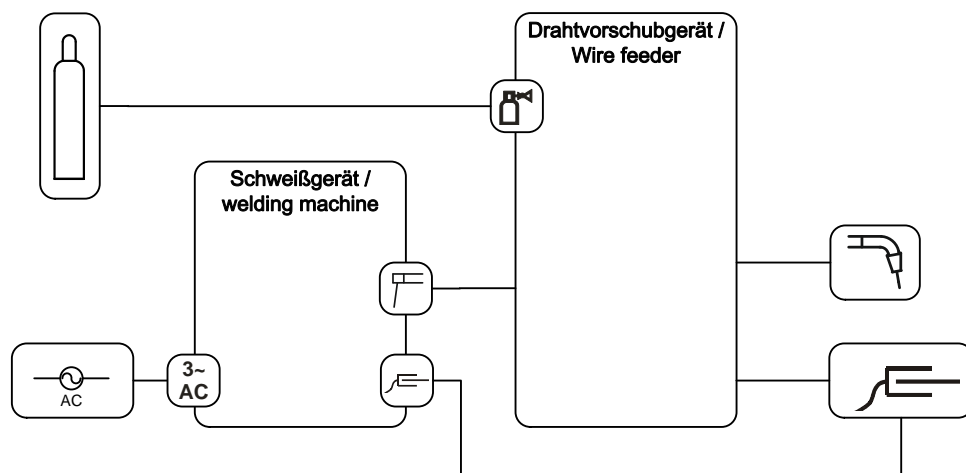 Drahtvorschubgerät /
Wire feeder
Schweißgerät /
welding machine
3~
AC
AC